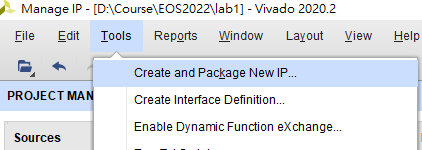 Manage IP - [D:\Course\EOS2022\lab1] - Vivado 2020.2
File Edit Tools Reports Window Layout View Help
Create and Package New IP...
PROJECT MAN
Create Interface Definition...
Enable Dynamic Function eXchange...
Sources